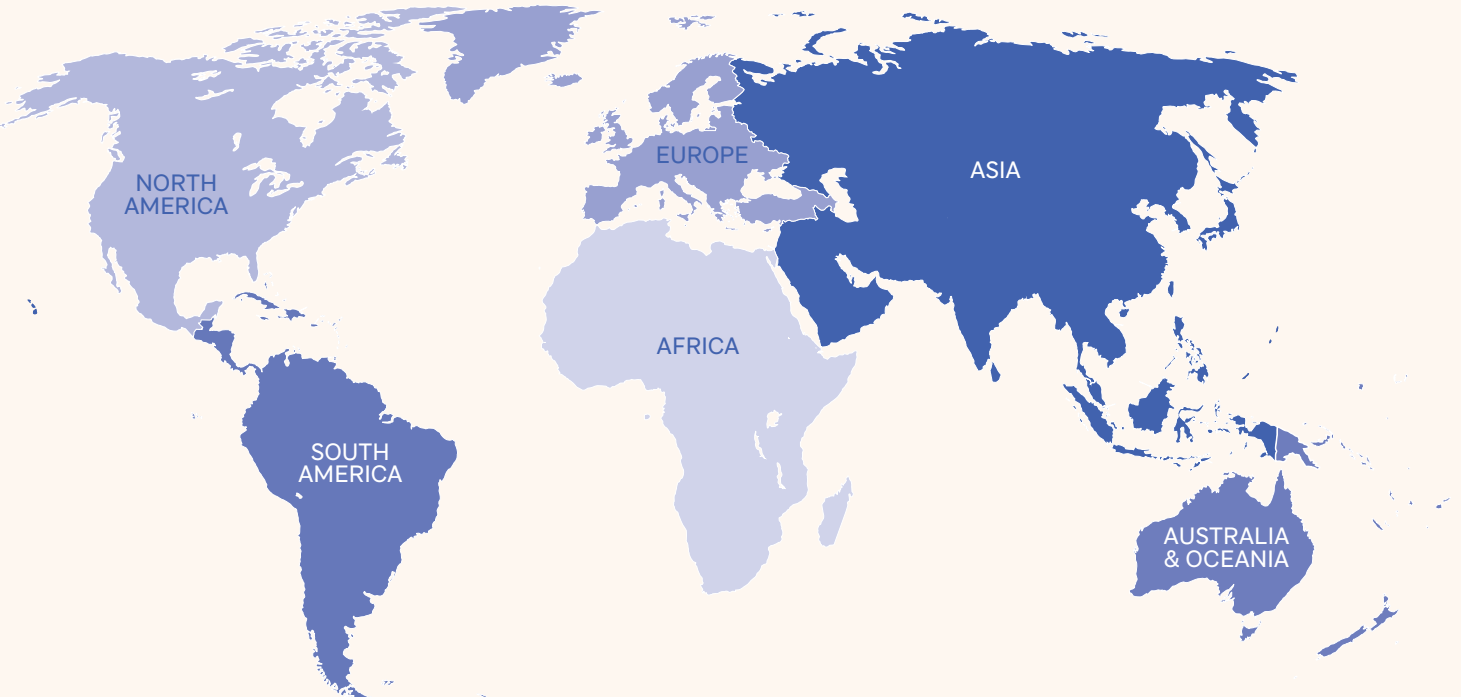 NORTH
AMERICA
EUROPE
ASIA
AFRICA
SOUTH
AMERICA
AUSTRALIA
& OCEANIA